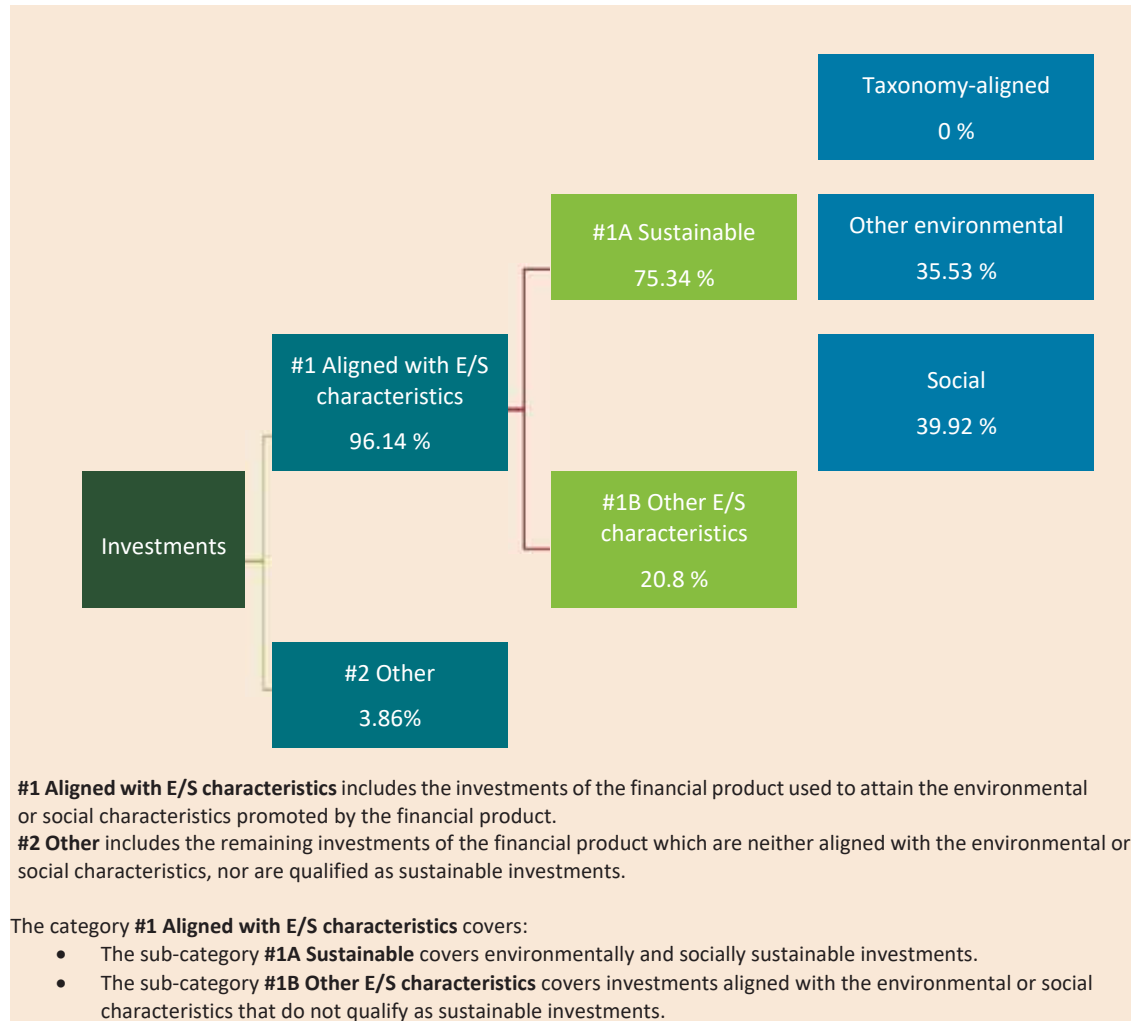 Taxonomy-aligned
0 %
#1A Sustainable
75.34 %
Other environmental
35.53 %
#1 Aligned with E/S
characteristics
96.14 %
Social
39.92 %
Investments
#1B Other E/S
characteristics
20.8 %
#2 Other
3.86%
#1 Aligned with E/S characteristics includes the investments of the financial product used to attain the environmental
or social characteristics promoted by the financial product.
#2 Other includes the remaining investments of the financial product which are neither aligned with the environmental or
social characteristics, nor are qualified as sustainable investments.
The category #1 Aligned with E/S characteristics covers:
• The sub-category #1A Sustainable covers environmentally and socially sustainable investments.
• The sub-category #1B Other E/S characteristics covers investments aligned with the environmental or social
characteristics that do not qualify as sustainable investments.